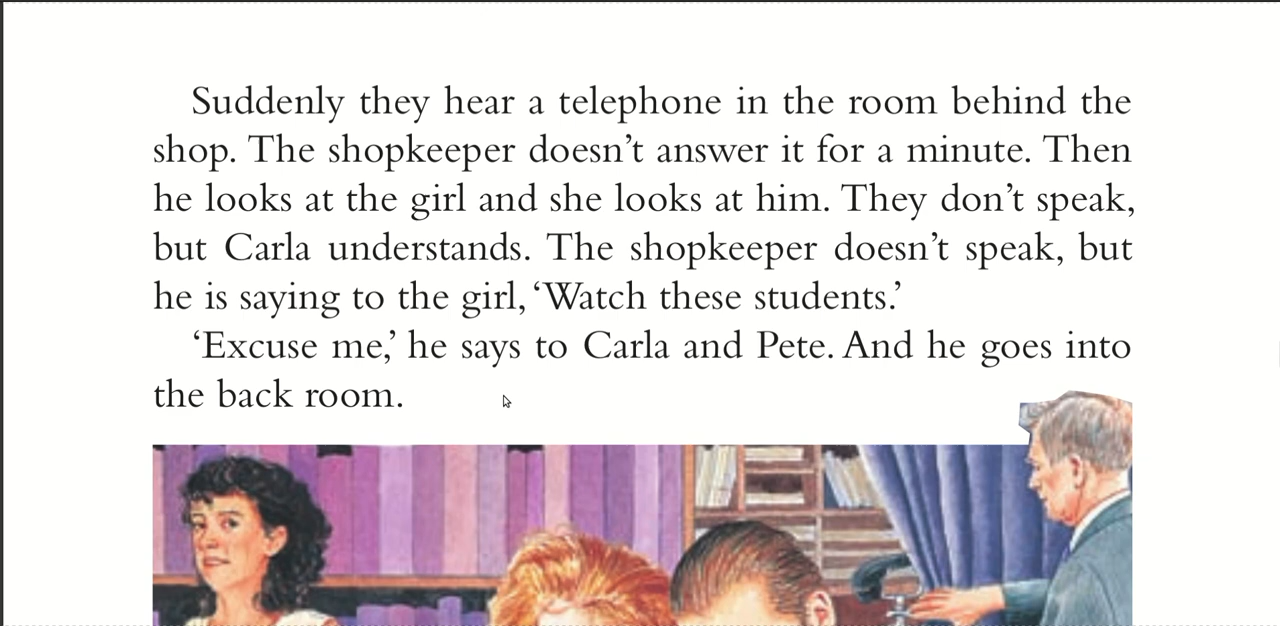 Suddenly they hear a telephone in the room behind the
shop. The shopkeeper doesn’t answer it for a minute. Then
he looks at the girl and she looks at him. They don’t speak,
but Carla understands. The shopkeeper doesn’t speak, but
he is saying to the girl, ‘Watch these students.’
‘Excuse me,’ he says to Carla and Pete. And he goes into
the back room.